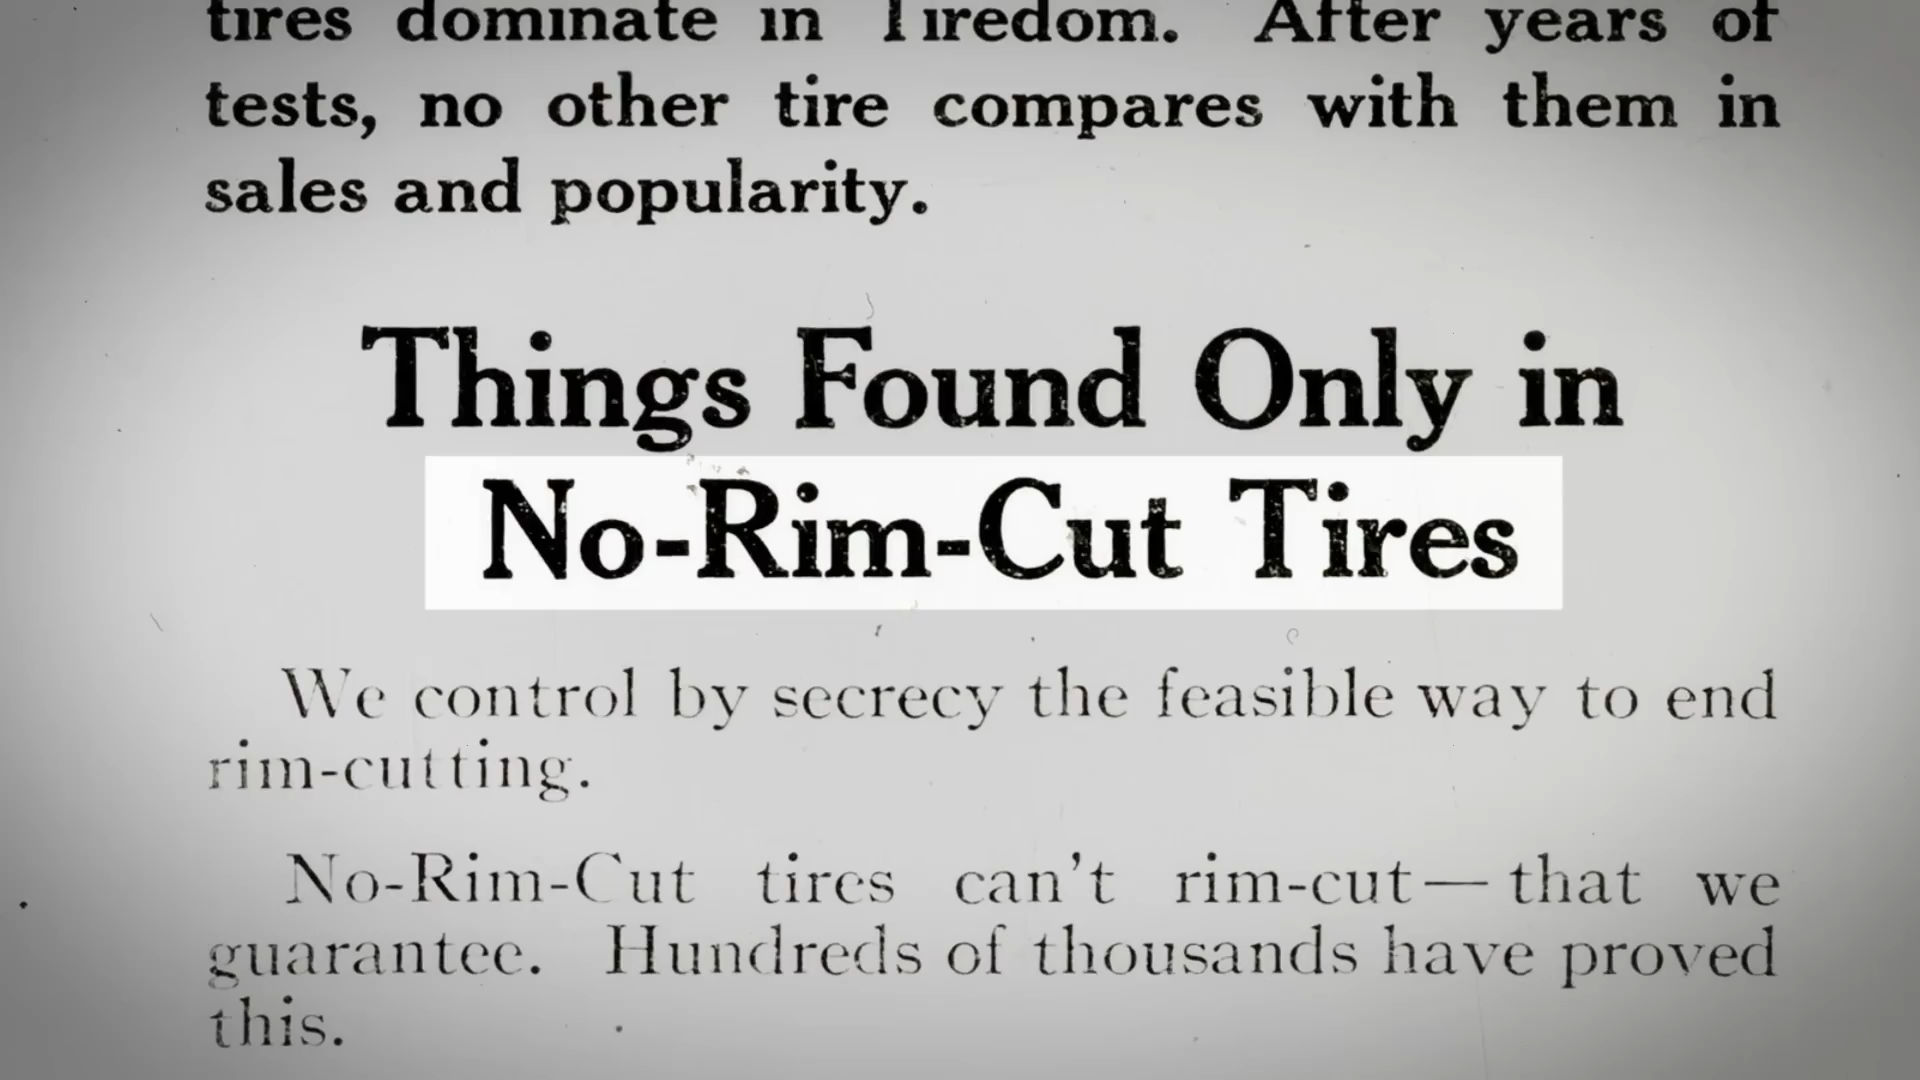 tires dominate in Tiredom. After years of
tests, no other tire compares with them in
sales and popularity.
Things Found Only in
No-Rim-Cut Tires
We control by secrecy the feasible way to end
rim-cutting.
No-Rim-Cut tires can't rim-cut—that we
guarantee. Hundreds of thousands have proved
this.